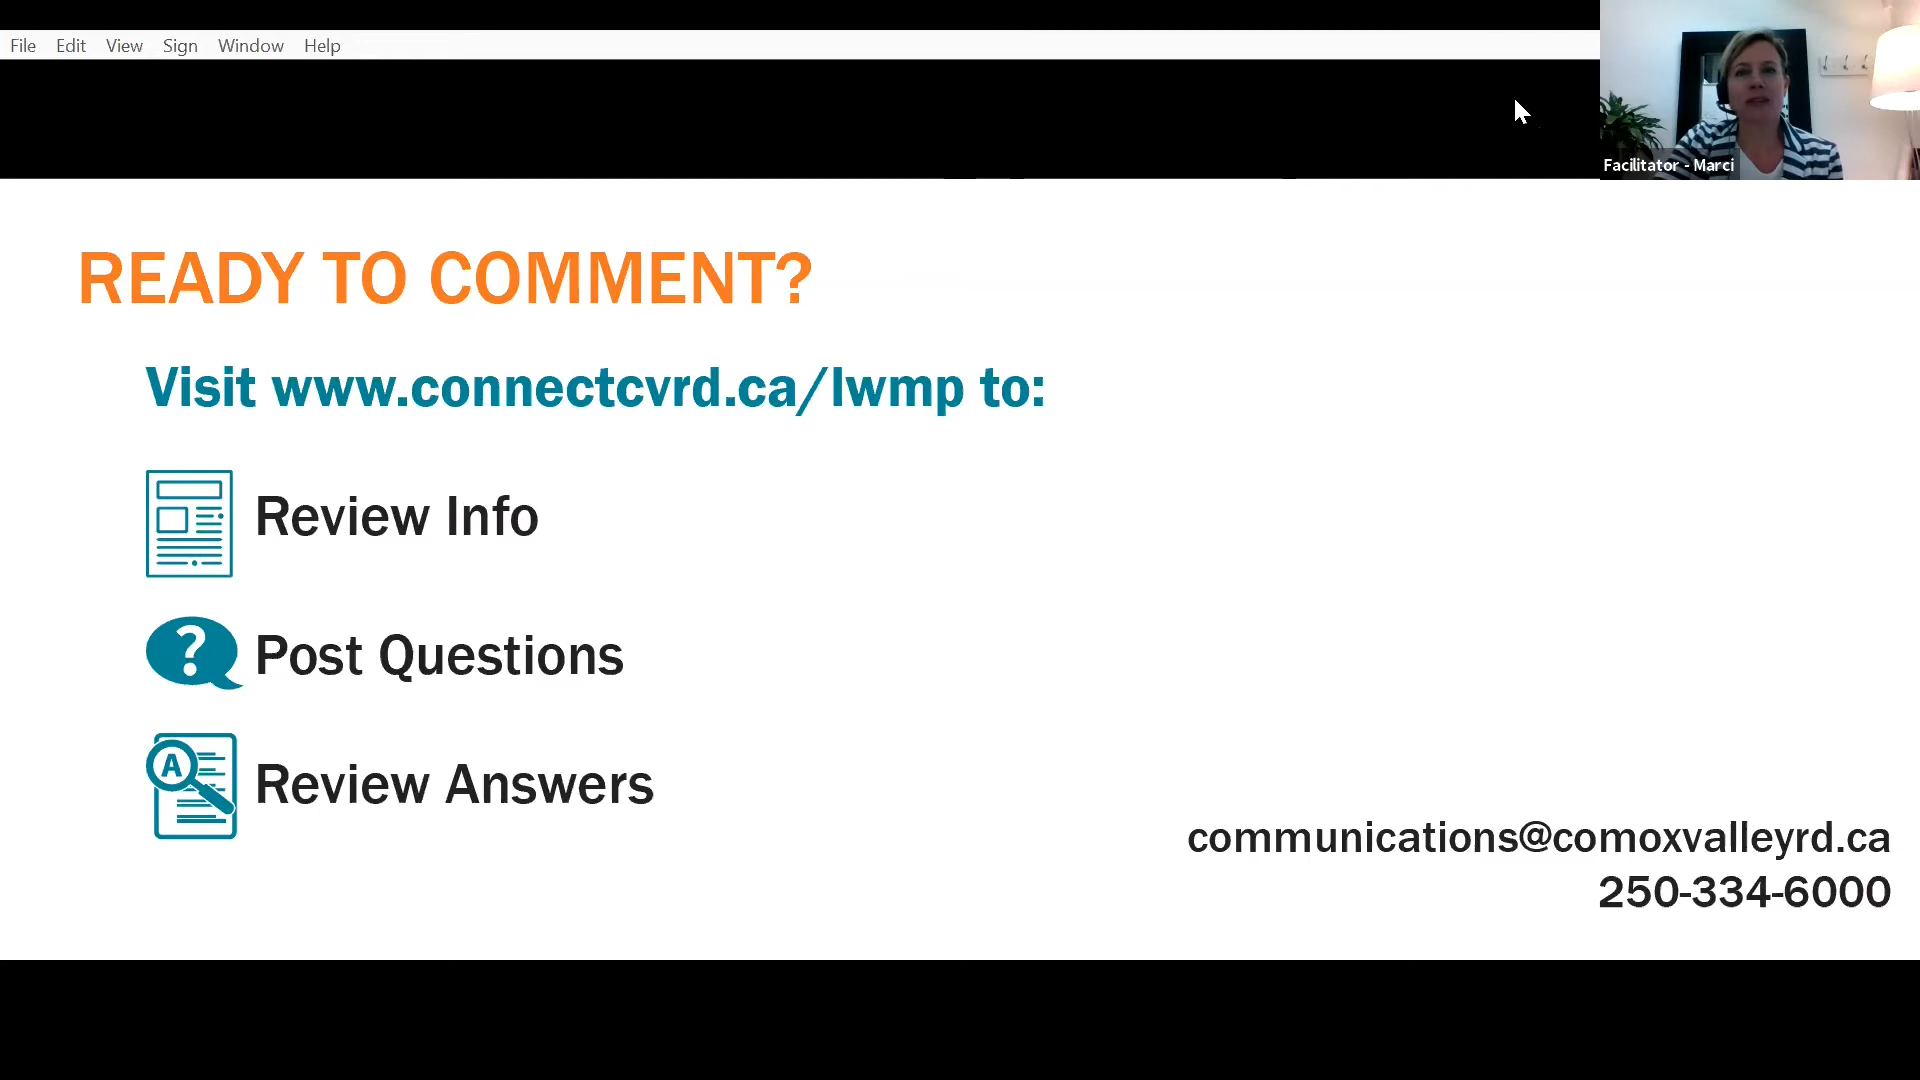 File Edit View Sign Window Help
Facilitator - Marci
READY TO COMMENT?
Visit www.connectcvrd.ca/lwmp to:
Review Info
?
Post Questions
A
Review Answers
communications@comoxvalleyrd.ca
250-334-6000